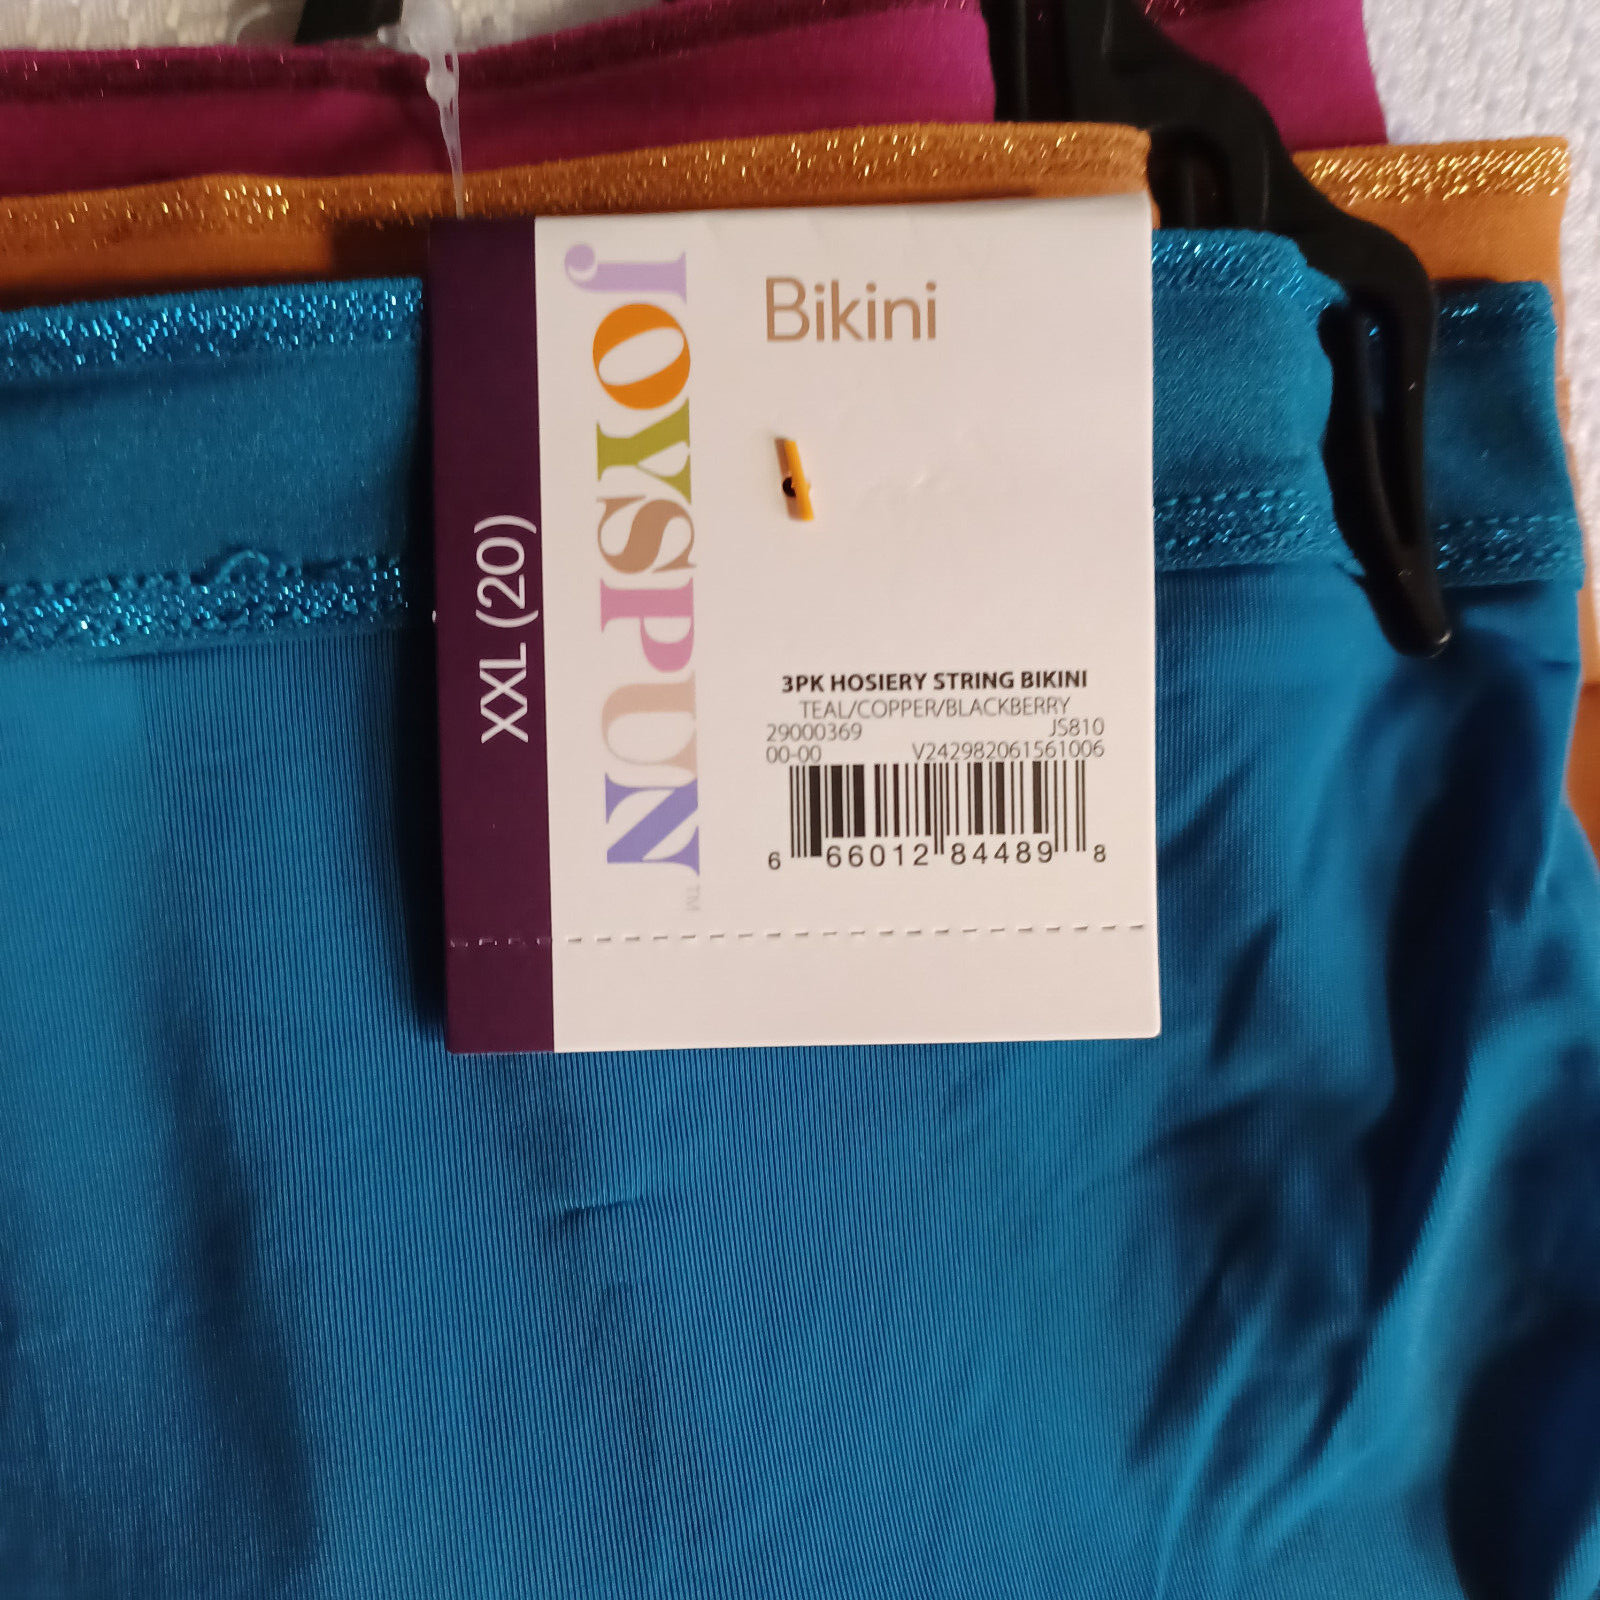 XXL (20)
JOYSPUN
TM
Bikini
3PK HOSIERY STRING BIKINI
TEAL/COPPER/BLACKBERRY
29000369 JS810
00-00 V242982061561006
6 66012 84489 8